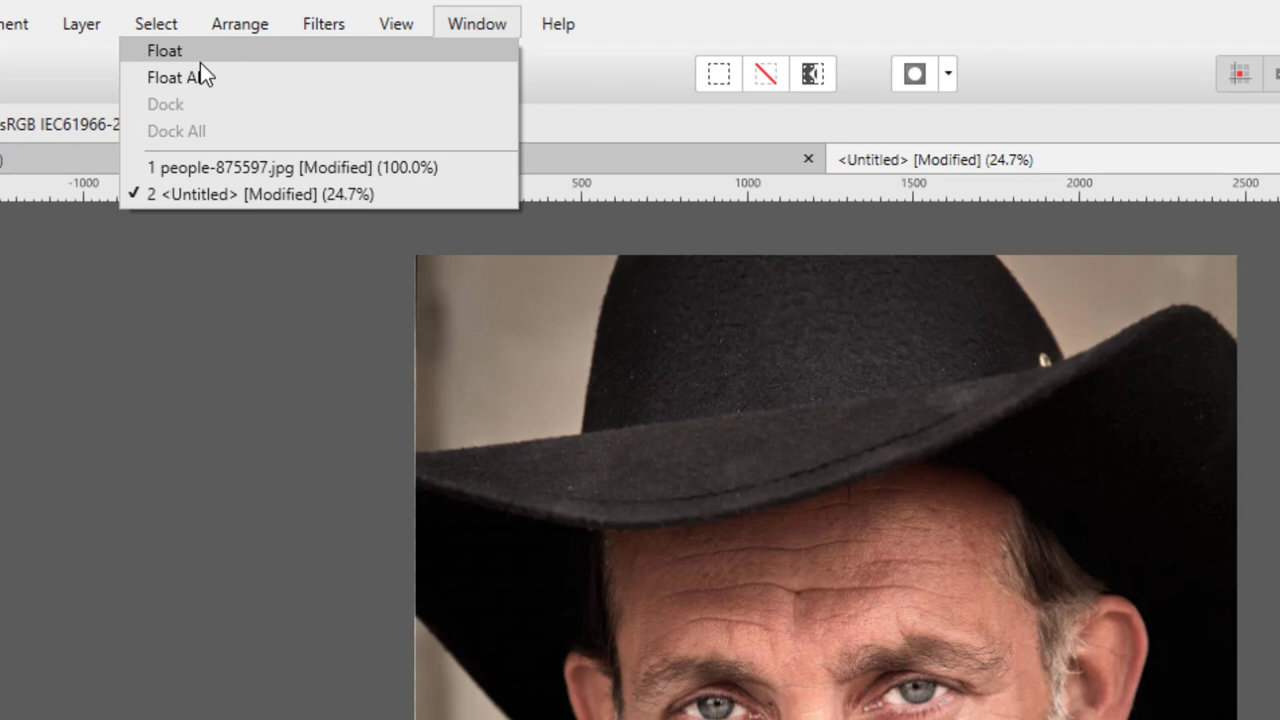 ment Layer Select Arrange Filters View Window Help
Float
Float All
Dock
Dock All
sRGB IEC61966-2
1 people-875597.jpg [Modified] (100.0%)
) × <Untitled> [Modified] (24.7%)
✓ 2 <Untitled> [Modified] (24.7%)
-1000 500 1000 1500 2000 2500